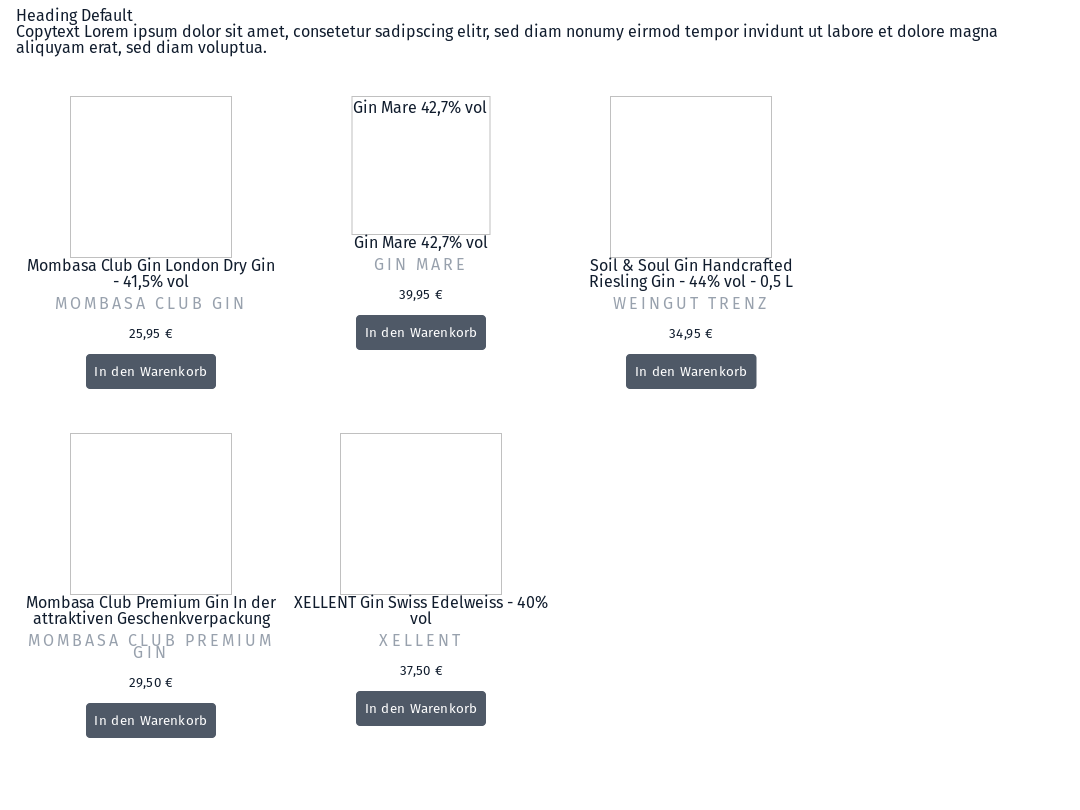 Heading Default
Copytext Lorem ipsum dolor sit amet, consetetur sadipscing elitr, sed diam nonumy eirmod tempor invidunt ut labore et dolore magna
aliquyam erat, sed diam voluptua.
Mombasa Club Gin London Dry Gin
- 41,5% vol
MOMBASA CLUB GIN
25,95 €
In den Warenkorb
Gin Mare 42,7% vol
Gin Mare 42,7% vol
GIN MARE
39,95 €
In den Warenkorb
Soil & Soul Gin Handcrafted
Riesling Gin - 44% vol - 0,5 L
WEINGUT TRENZ
34,95 €
In den Warenkorb
Mombasa Club Premium Gin In der
attraktiven Geschenkverpackung
MOMBASA CLUB PREMIUM
GIN
29,50 €
In den Warenkorb
XELLENT Gin Swiss Edelweiss - 40%
vol
XELLENT
37,50 €
In den Warenkorb